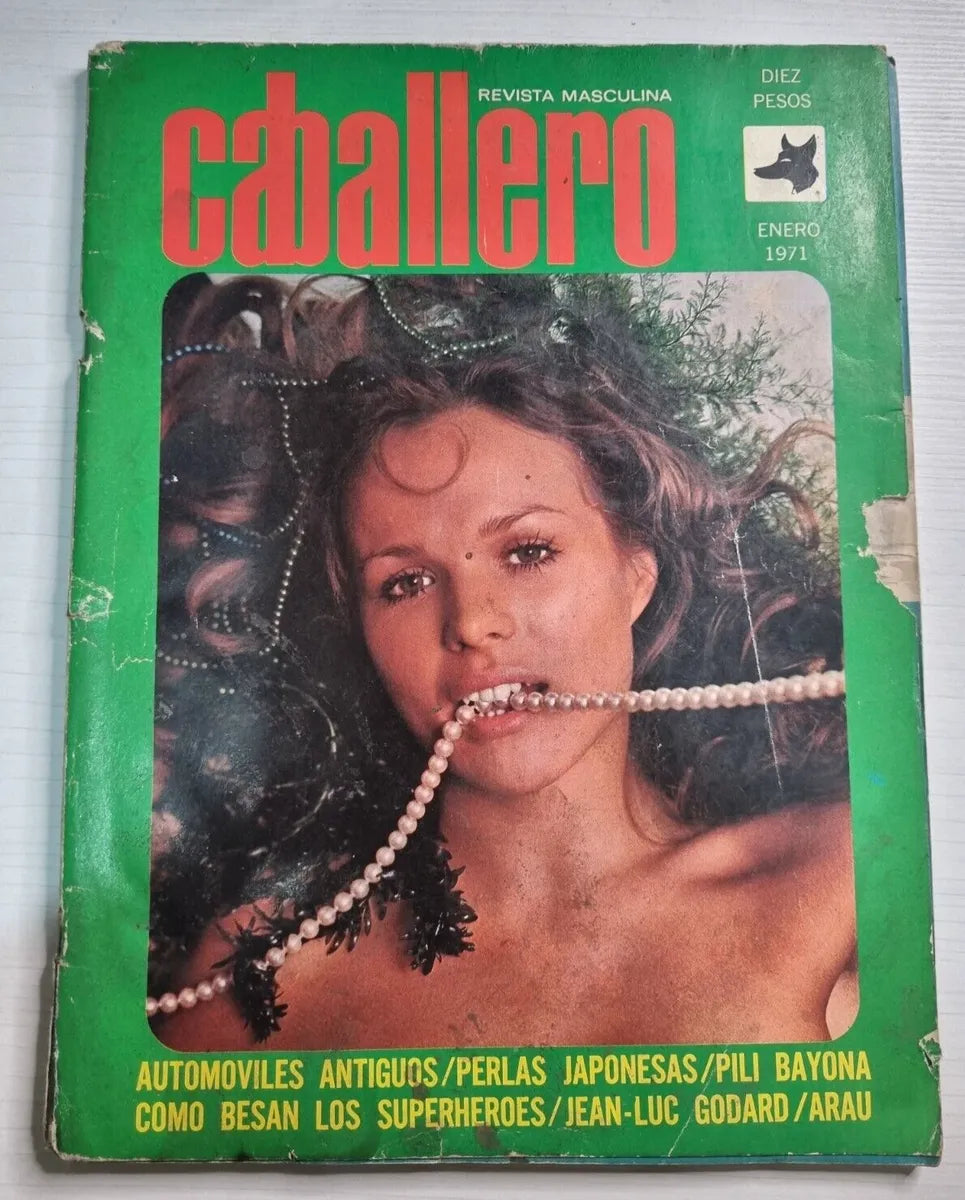 REVISTA MASCULINA
caballero
DIEZ
PESOS
ENERO
1971
AUTOMOVILES ANTIGUOS/PERLAS JAPONESAS/PILI BAYONA
COMO BESAN LOS SUPERHEROES/JEAN-LUC GODARD/ARAU